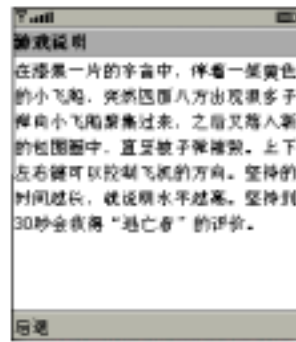 游戏说明
在漆黑一片的宇宙中，停着一艘黄色
的小飞船，突然四面八方出现很多子
弹向小飞船聚集过来，之后又落入新
的包围圈中，直至被子弹撞毁。上下
左右键可以控制飞机的方向。坚持的
时间越长，就说明水平越高。坚持到
30秒会获得“逃亡者”的评价。
后退